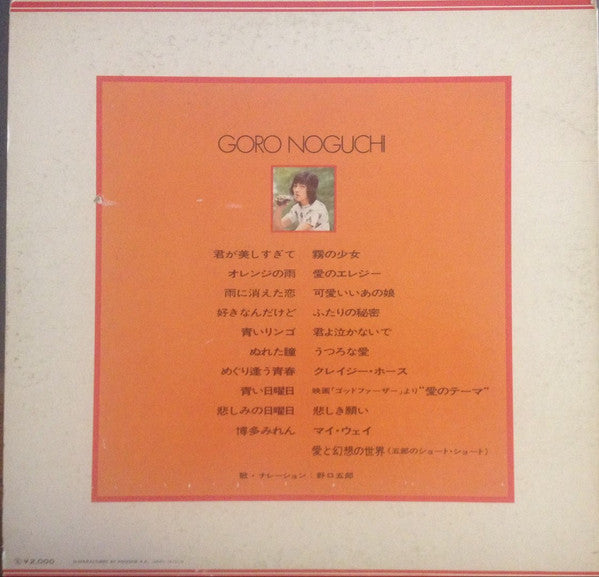 GORO NOGUCHI
君が美しすぎて
オレンジの雨
雨に消えた恋
好きなんだけど
青いリンゴ
ぬれた瞳
めぐり逢う青春
青い日曜日
悲しみの日曜日
博多みれん
霧の少女
愛のエレジー
可愛いいあの娘
ふたりの秘密
君よ泣かないで
うつろな愛
クレイジー・ホース
映画「ゴッドファーザー」より“愛のテーマ”
悲しき願い
マイ・ウェイ
愛と幻想の世界(五郎のショート・ショート)
歌・ナレーション 野口五郎
¥2,000